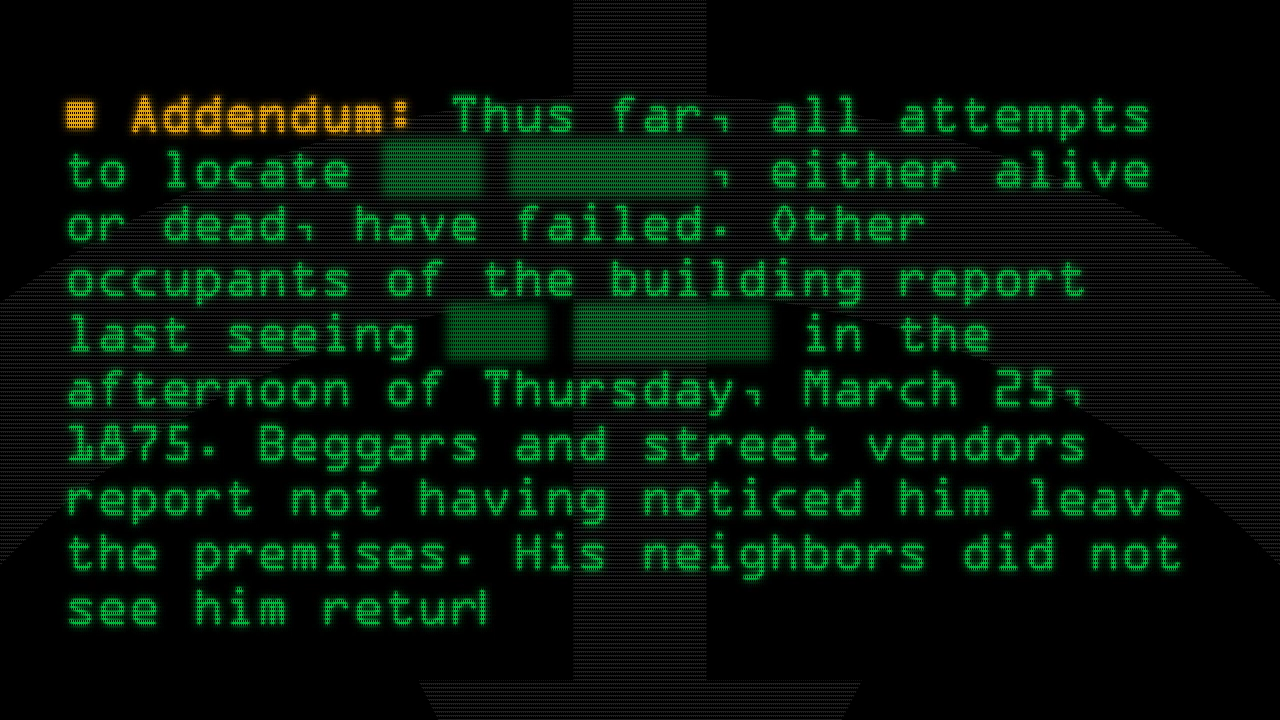 ■ Addendum: Thus far, all attempts
to locate ███ ██████, either alive
or dead, have failed. Other
occupants of the building report
last seeing ███ ██████ in the
afternoon of Thursday, March 25,
1875. Beggars and street vendors
report not having noticed him leave
the premises. His neighbors did not
see him retur